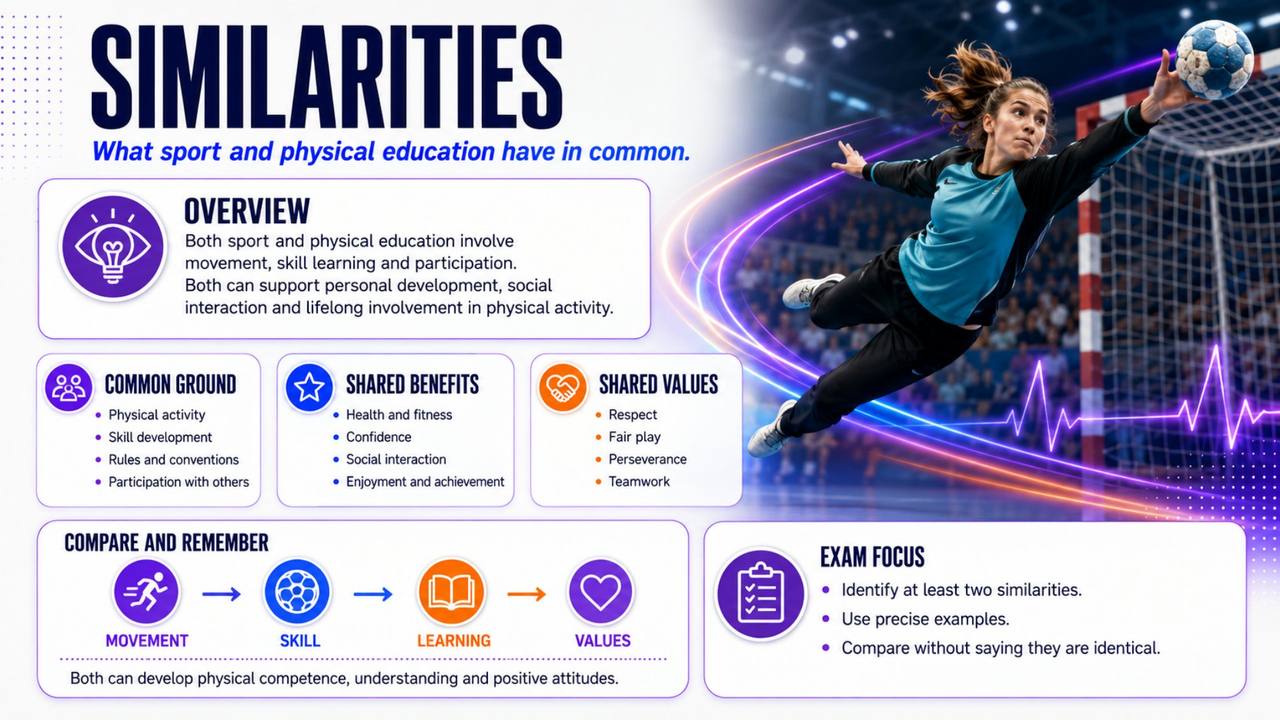 SIMILARITIES
What sport and physical education have in common.
OVERVIEW
Both sport and physical education involve
movement, skill learning and participation.
Both can support personal development, social
interaction and lifelong involvement in physical activity.
COMMON GROUND
• Physical activity
• Skill development
• Rules and conventions
• Participation with others
SHARED BENEFITS
• Health and fitness
• Confidence
• Social interaction
• Enjoyment and achievement
SHARED VALUES
• Respect
• Fair play
• Perseverance
• Teamwork
COMPARE AND REMEMBER
MOVEMENT
SKILL
LEARNING
VALUES
Both can develop physical competence, understanding and positive attitudes.
EXAM FOCUS
• Identify at least two similarities.
• Use precise examples.
• Compare without saying they are identical.